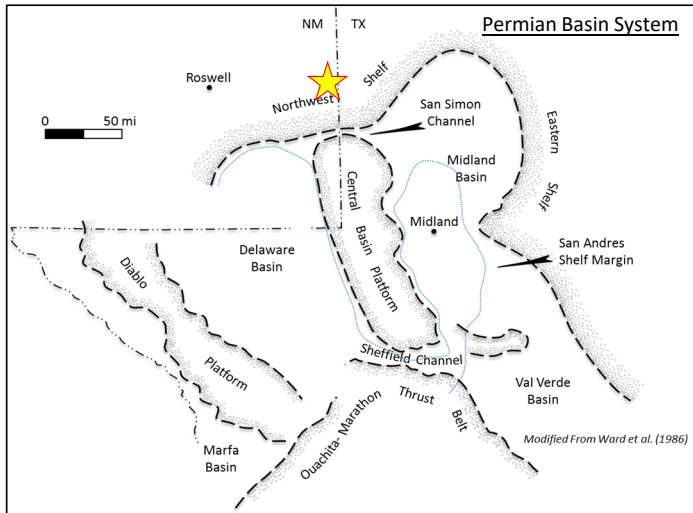 Permian Basin System
NM TX
Roswell
Northwest Shelf
0 50 mi
San Simon
Channel
Eastern Shelf
Midland
Basin
Central Basin Platform
Midland
Delaware
Basin
San Andres
Shelf Margin
Diablo Platform
Sheffield Channel
Val Verde
Basin
Ouachita- Marathon Thrust Belt
Marfa
Basin
Modified From Ward et al. (1986)